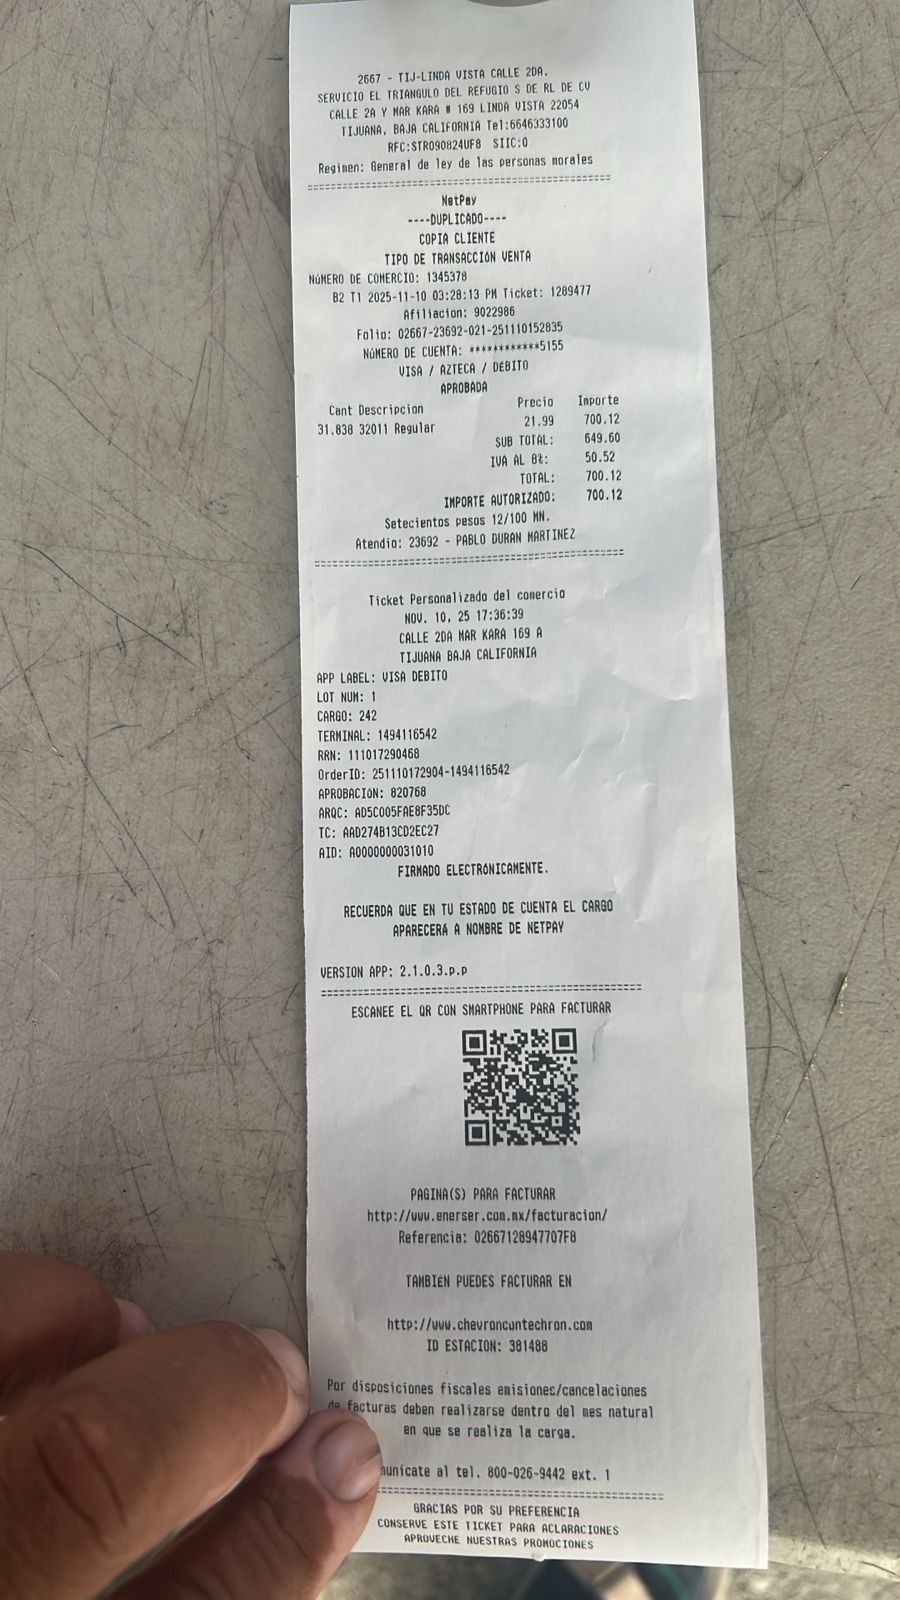 2667 - TIJ-LINDA VISTA CALLE 2DA.
SERVICIO EL TRIANGULO DEL REFUGIO S DE RL DE CV
CALLE 2A Y MAR KARA # 169 LINDA VISTA 22054
TIJUANA, BAJA CALIFORNIA Tel:6646333100
RFC:STR090824UF8 SIIC:0
Regimen: General de ley de las personas morales
NetPay
----DUPLICADO----
COPIA CLIENTE
TIPO DE TRANSACCIÓN VENTA
NÚMERO DE COMERCIO: 1345378
B2 T1 2025-11-10 03:28:13 PM Ticket: 1289477
Afiliacion: 9022986
Folio: 02667-23692-021-251110152835
NÚMERO DE CUENTA: ************5155
VISA / AZTECA / DÉBITO
APROBADA
Cant Descripcion Precio Importe
31.838 32011 Regular 21.99 700.12
SUB TOTAL: 649.60
IVA AL 8%: 50.52
TOTAL: 700.12
IMPORTE AUTORIZADO: 700.12
Setecientos pesos 12/100 MN.
Atendio: 23692 - PABLO DURAN MARTINEZ
Ticket Personalizado del comercio
NOV. 10, 25 17:36:39
CALLE 2DA MAR KARA 169 A
TIJUANA BAJA CALIFORNIA
APP LABEL: VISA DEBITO
LOT NUM: 1
CARGO: 242
TERMINAL: 1494116542
RRN: 111017290468
OrderID: 251110172904-1494116542
APROBACIÓN: 820768
ARQC: AD5C005FAE8F35DC
TC: AAD274B13CD2EC27
AID: A0000000031010
FIRMADO ELECTRÓNICAMENTE.
RECUERDA QUE EN TU ESTADO DE CUENTA EL CARGO
APARECERÁ A NOMBRE DE NETPAY
VERSION APP: 2.1.0.3.p.p
ESCANEE EL QR CON SMARTPHONE PARA FACTURAR
PAGINA(S) PARA FACTURAR
http://www.enerser.com.mx/facturacion/
Referencia: 02667128947707F8
TAMBIÉN PUEDES FACTURAR EN
http://www.chevroncontechron.com
ID ESTACION: 381488
Por disposiciones fiscales emisiones/cancelaciones
de facturas deben realizarse dentro del mes natural
en que se realiza la carga.
al tel. 800-026-9442 ext. 1
GRACIAS POR SU PREFERENCIA
CONSERVE ESTE TICKET PARA ACLARACIONES
APROVECHE NUESTRAS PROMOCIONES